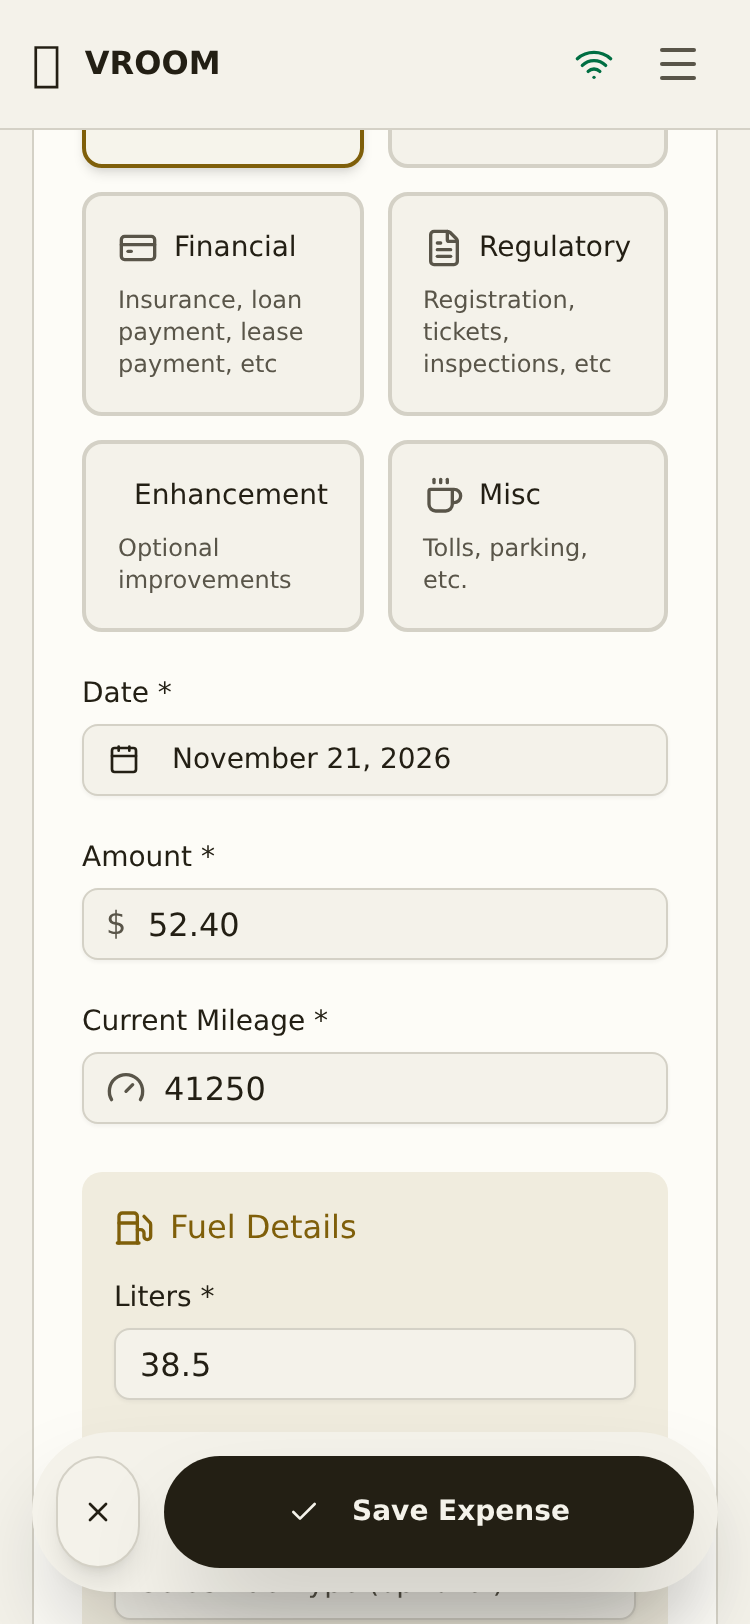 VROOM
Financial
Insurance, loan
payment, lease
payment, etc
Regulatory
Registration,
tickets,
inspections, etc
Enhancement
Optional
improvements
Misc
Tolls, parking,
etc.
Date *
November 21, 2026
Amount *
$ 52.40
Current Mileage *
41250
Fuel Details
Liters *
38.5
Save Expense